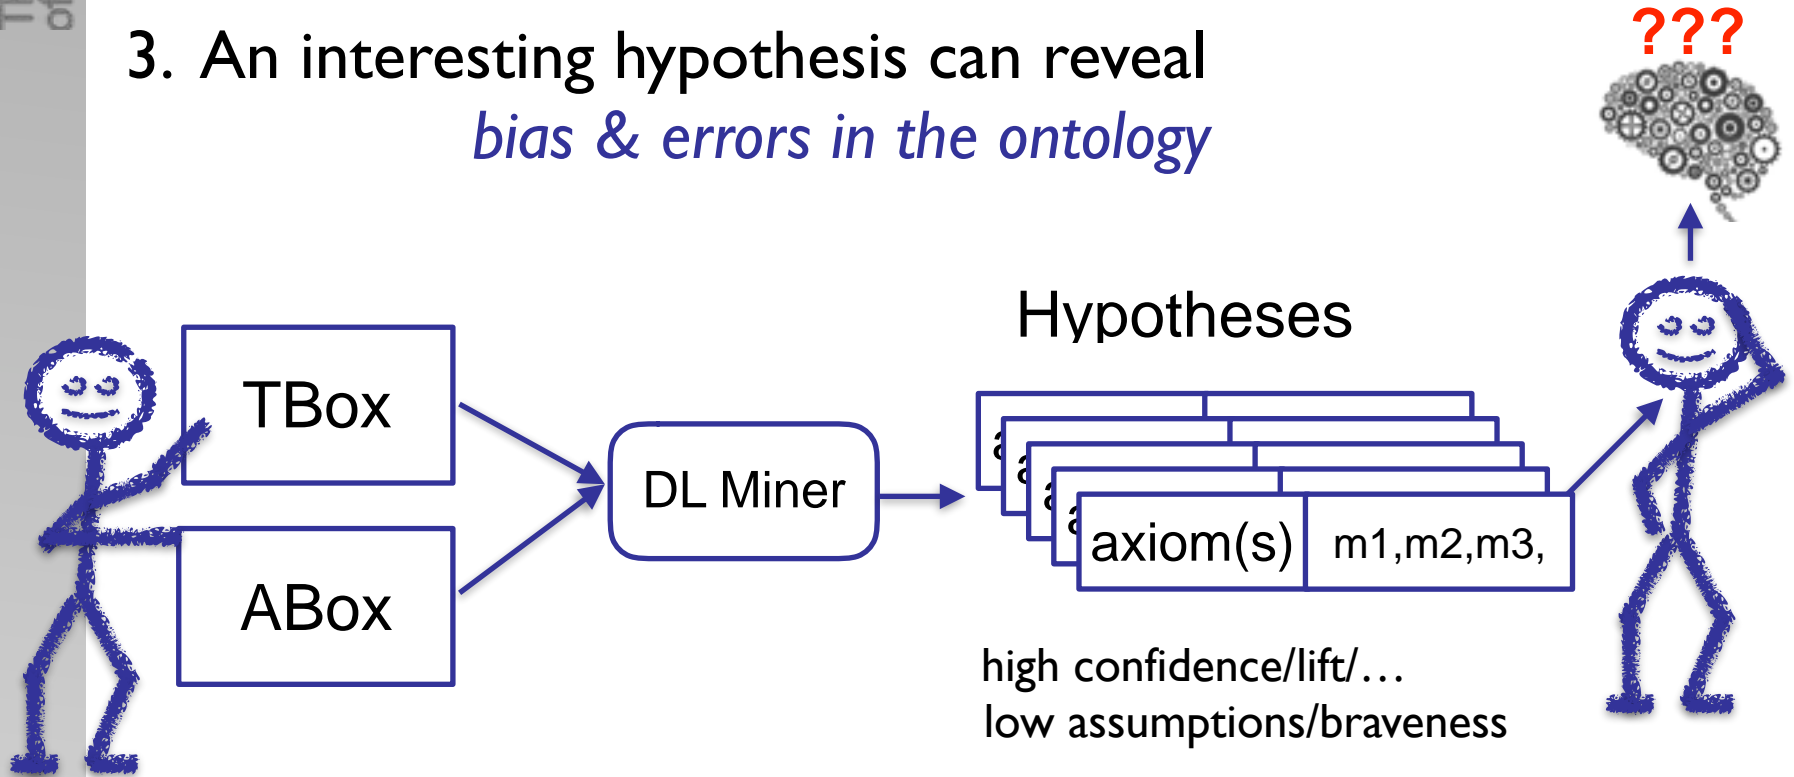 3. An interesting hypothesis can reveal
bias & errors in the ontology
???
Hypotheses
TBox
ABox
DL Miner
axiom(s)
m1,m2,m3,
high confidence/lift/…
low assumptions/braveness